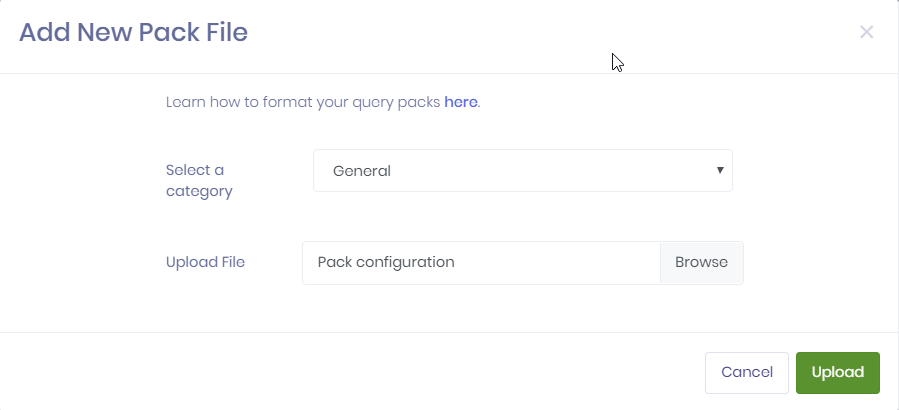 Add New Pack File
Learn how to format your query packs here.
Select a
category
General
Upload File
Pack configuration
Browse
Cancel
Upload